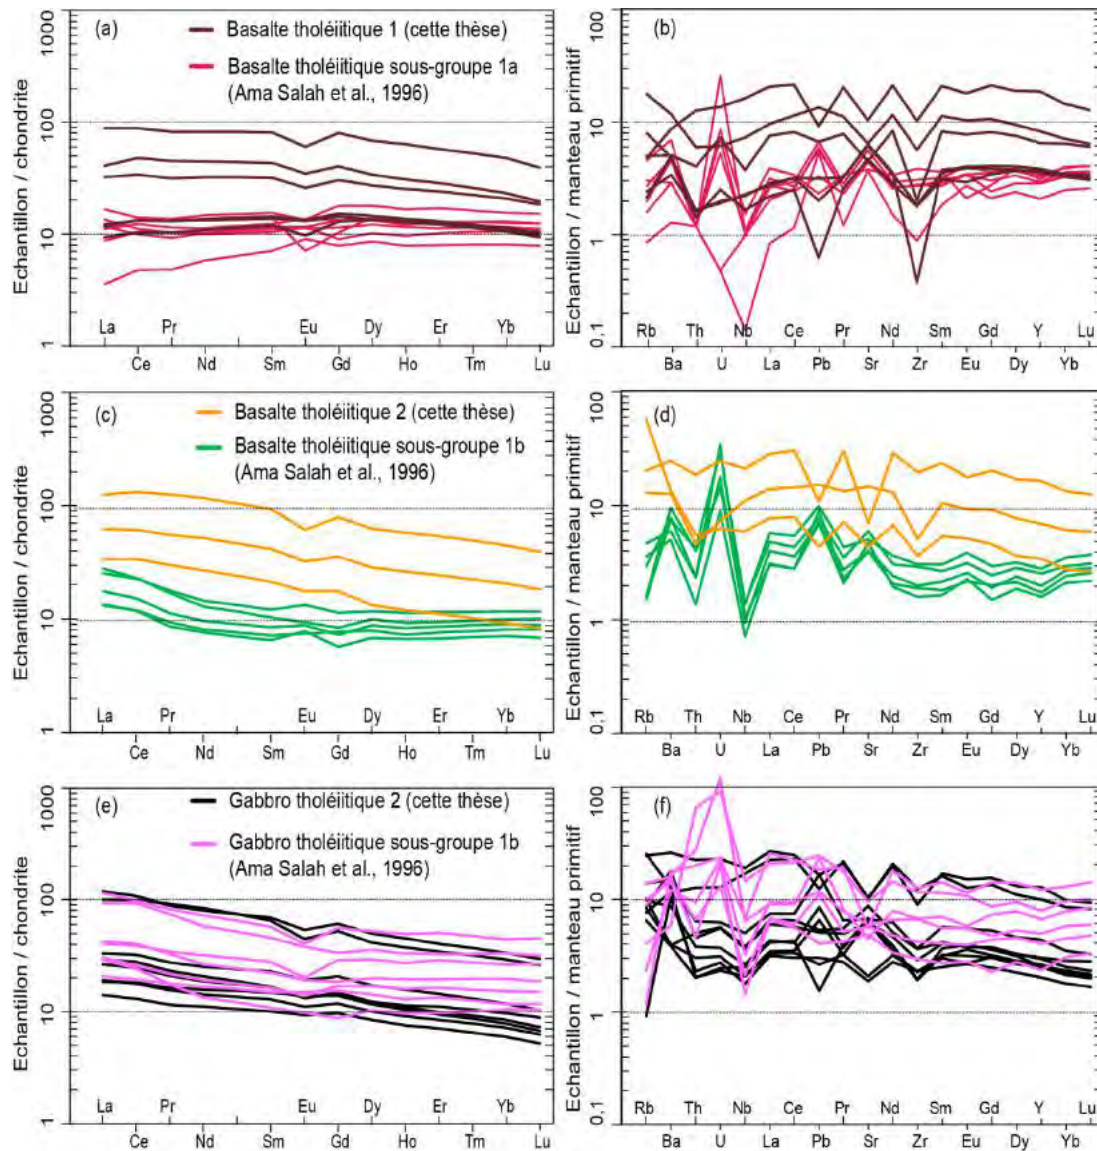 (a)
Basalte tholéiitique 1 (cette thèse)
Basalte tholéiitique sous-groupe 1a
(Ama Salah et al., 1996)
Echantillon / chondrite
1000
100
10
1
La Pr Eu Dy Er Yb
Ce Nd Sm Gd Ho Tm Lu
(b)
Echantillon / manteau primitif
100
10
1
0.1
Rb Th Nb Ce Pr Nd Sm Gd Y Lu
Ba U La Pb Sr Zr Eu Dy Yb
(c)
Basalte tholéiitique 2 (cette thèse)
Basalte tholéiitique sous-groupe 1b
(Ama Salah et al., 1996)
Echantillon / chondrite
1000
100
10
1
La Pr Eu Dy Er Yb
Ce Nd Sm Gd Ho Tm Lu
(d)
Echantillon / manteau primitif
100
10
1
0.1
Rb Th Nb Ce Pr Nd Sm Gd Y Lu
Ba U La Pb Sr Zr Eu Dy Yb
(e)
Gabbro tholéiitique 2 (cette thèse)
Gabbro tholéiitique sous-groupe 1b
(Ama Salah et al., 1996)
Echantillon / chondrite
1000
100
10
1
La Pr Eu Dy Er Yb
Ce Nd Sm Gd Ho Tm Lu
(f)
Echantillon / manteau primitif
100
10
1
0.1
Rb Th Nb Ce Pr Nd Sm Gd Y Lu
Ba U La Pb Sr Zr Eu Dy Yb